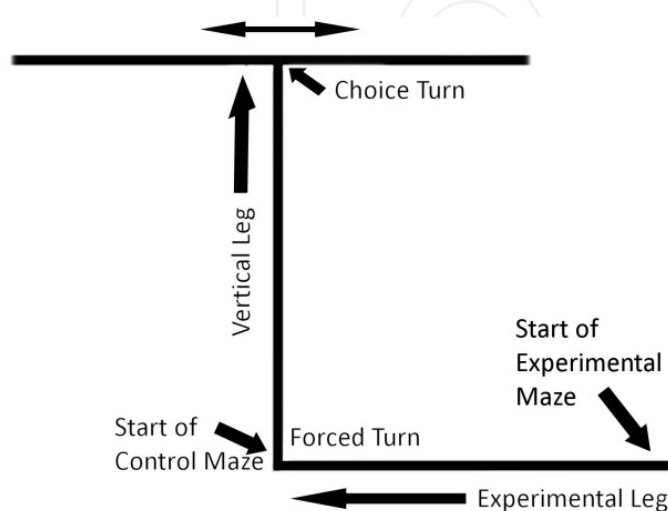 Choice Turn
Vertical Leg
Start of
Experimental
Maze
Start of
Control Maze
Forced Turn
Experimental Leg